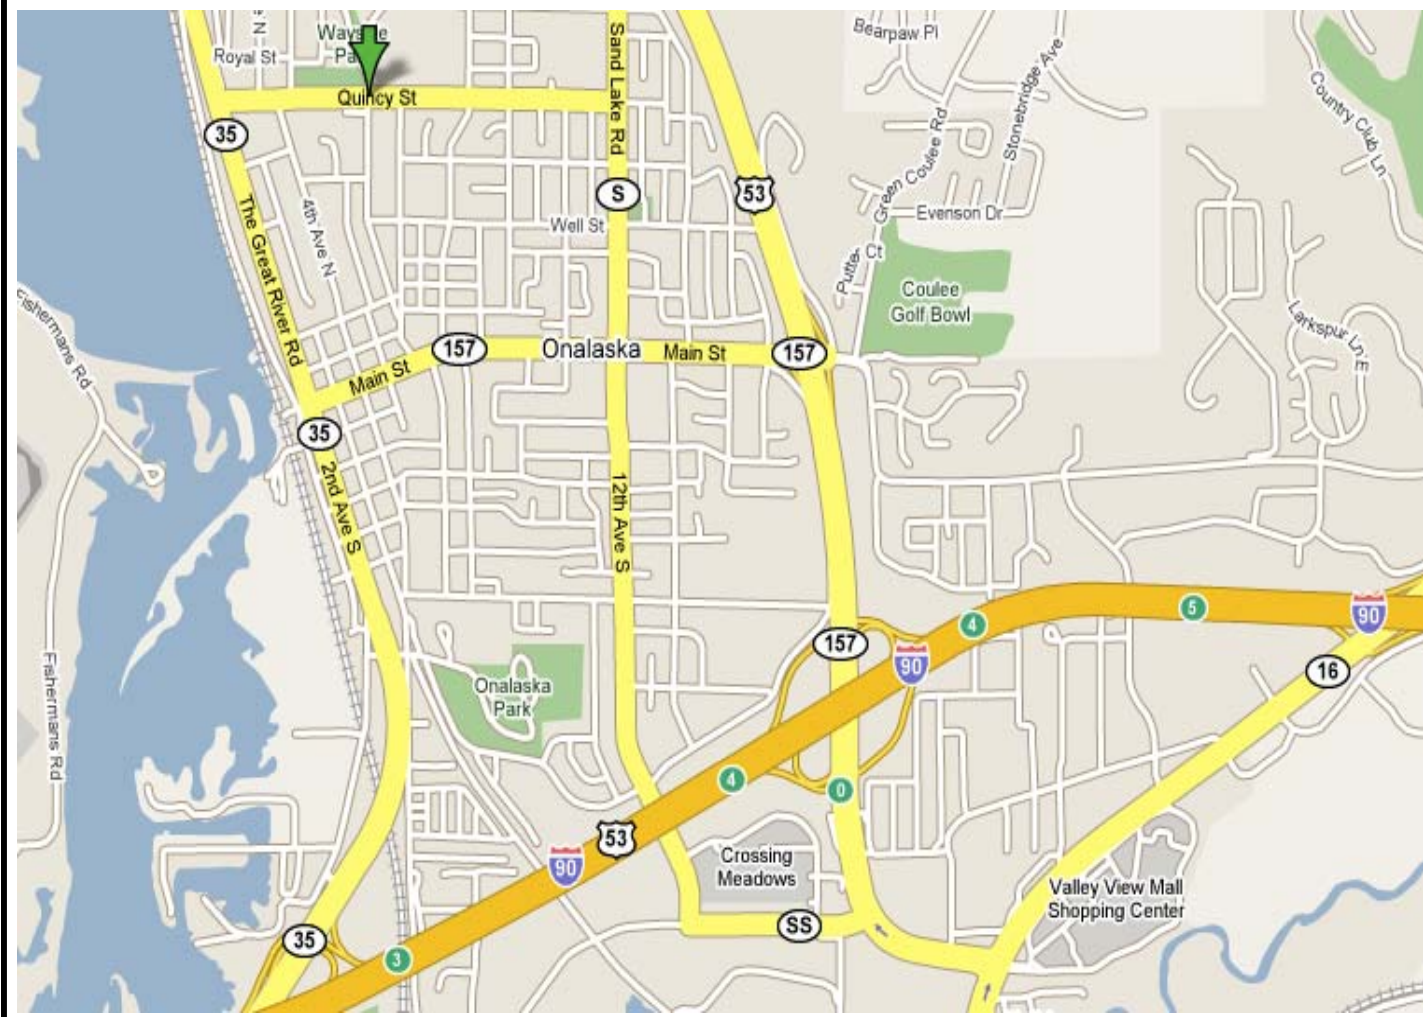 N
Wayside
Park
Royal St
Quincy St
35
Sand Lake Rd
Bearpaw Pl
Stonebridge Ave
Country Club Ln
S
53
Green Coulee Rd
Evenson Dr
Well St
4th Ave N
The Great River Rd
Putter Ct
Coulee
Golf Bowl
Fishermans Rd
Larkspur Ln E
157
Onalaska
Main St
157
Main St
35
2nd Ave S
12th Ave S
4
5
90
157
90
16
Onalaska
Park
Fishermans Rd
4
0
53
90
Crossing
Meadows
Valley View Mall
Shopping Center
SS
35
3